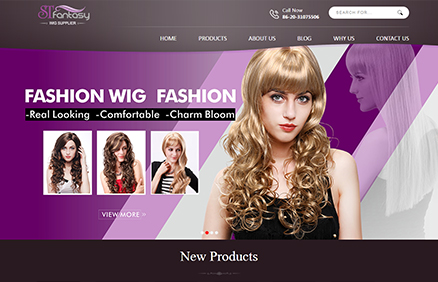 ST Fantasy
WIG SUPPLIER
Call Now
86-20-31075506
SEARCH FOR...
HOME PRODUCTS ABOUT US BLOG WHY US CONTACT US
FASHION WIG FASHION
-Real Looking -Comfortable -Charm Bloom
VIEW MORE »
New Products